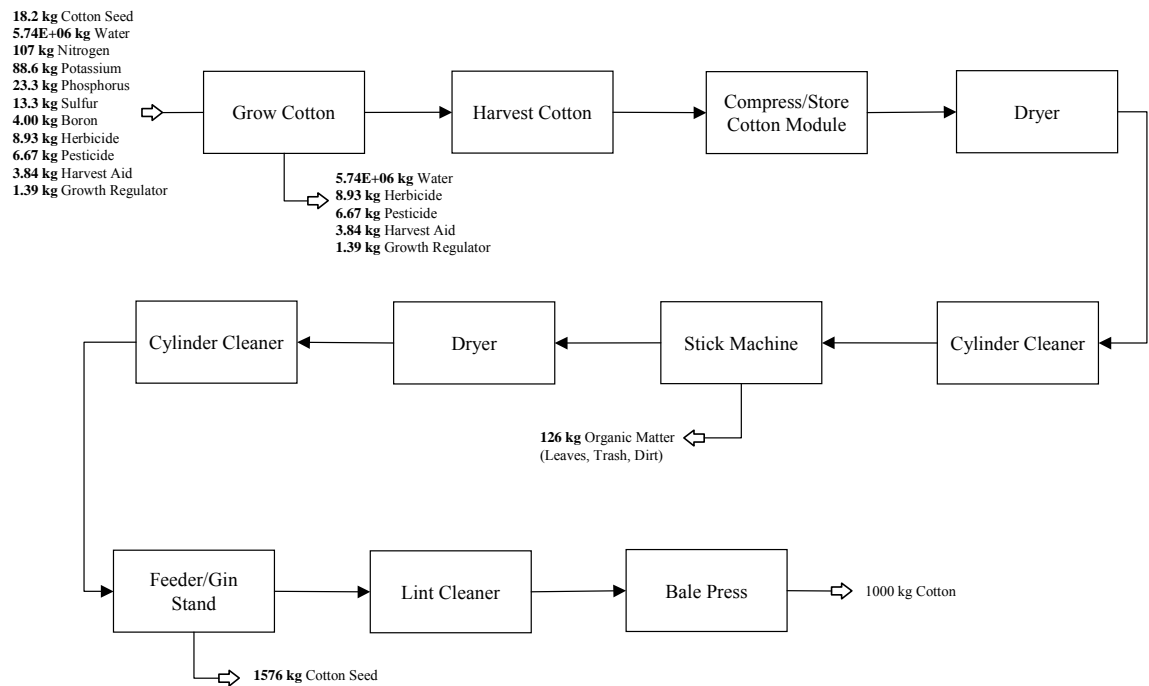 18.2 kg Cotton Seed
5.74E+06 kg Water
107 kg Nitrogen
88.6 kg Potassium
23.3 kg Phosphorus
13.3 kg Sulfur
4.00 kg Boron
8.93 kg Herbicide
6.67 kg Pesticide
3.84 kg Harvest Aid
1.39 kg Growth Regulator
Grow Cotton
Harvest Cotton
Compress/Store
Cotton Module
Dryer
5.74E+06 kg Water
8.93 kg Herbicide
6.67 kg Pesticide
3.84 kg Harvest Aid
1.39 kg Growth Regulator
Cylinder Cleaner
Dryer
Stick Machine
Cylinder Cleaner
126 kg Organic Matter
(Leaves, Trash, Dirt)
Feeder/Gin
Stand
Lint Cleaner
Bale Press
1000 kg Cotton
1576 kg Cotton Seed